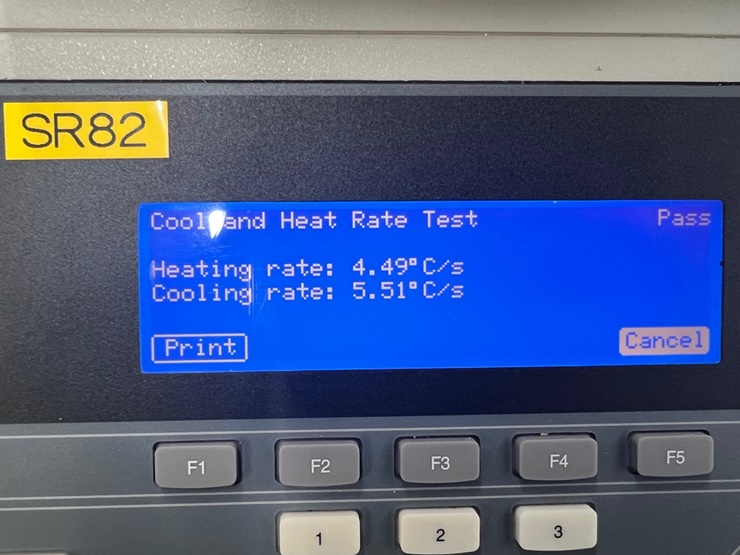 SR82
Cool and Heat Rate Test Pass
Heating rate: 4.49°C/s
Cooling rate: 5.51°C/s
Print Cancel
F1 F2 F3 F4 F5
1 2 3